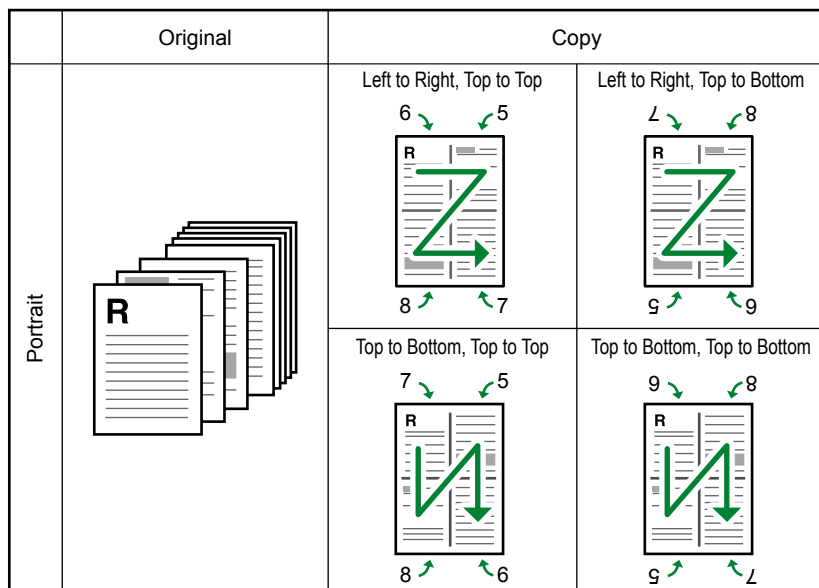 Original
Copy
Portrait
R
Left to Right, Top to Top
6 5
R
8 7
Left to Right, Top to Bottom
7 8
R
5 6
Top to Bottom, Top to Top
7 5
R
8 6
Top to Bottom, Top to Bottom
6 8
R
5 7